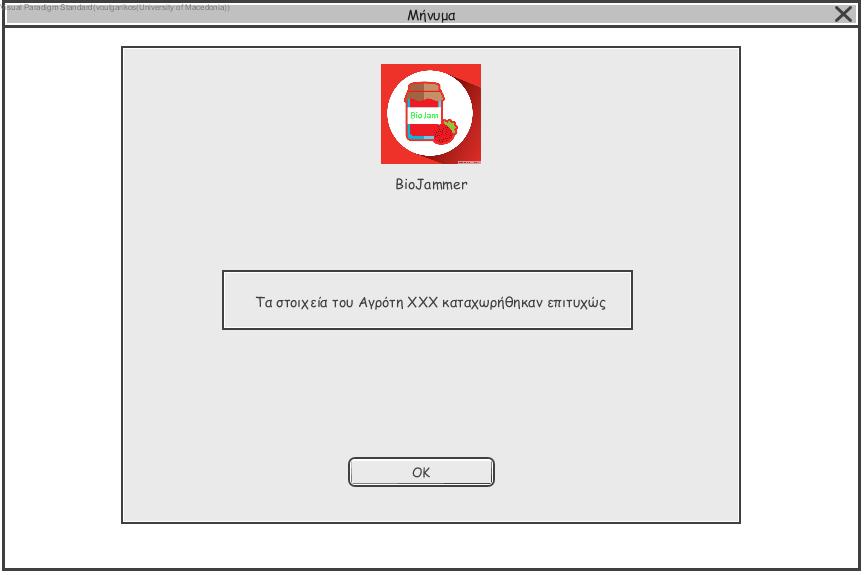 Visual Paradigm Standard(voulgarikos(University of Macedonia))
Μήνυμα
BioJam
BioJammer
Τα στοιχεία του Αγρότη ΧΧΧ καταχωρήθηκαν επιτυχώς
OK